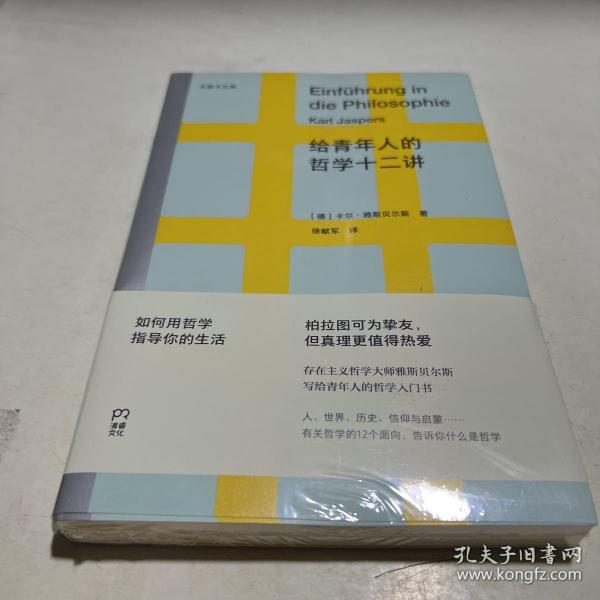 Einführung in
die Philosophie
Karl Jaspers
给青年人的
哲学十二讲
[德] 卡尔·雅斯贝尔斯 著
徐献军 译
如何用哲学
指导你的生活
柏拉图可为挚友，
但真理更值得热爱
存在主义哲学大师雅斯贝尔斯
写给青年人的哲学入门书
人、世界、历史、信仰与启蒙……
有关哲学的12个面向，告诉你什么是哲学
浦睿
文化
孔夫子旧书网
www.kongfz.com